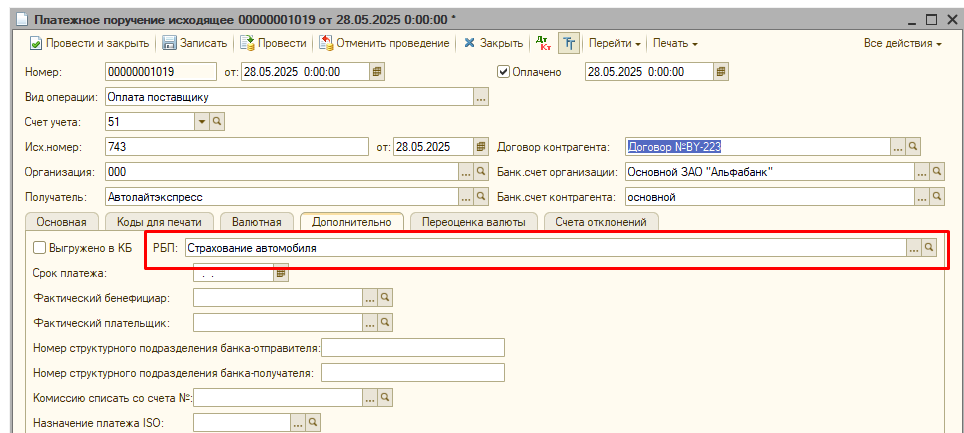 Платежное поручение исходящее 00000001019 от 28.05.2025 0:00:00 *
Провести и закрыть Записать Провести Отменить проведение Закрыть Дт Кт Тт Перейти Печать Все действия
Номер: 00000001019 от: 28.05.2025 0:00:00 Оплачено 28.05.2025 0:00:00
Вид операции: Оплата поставщику ...
Счет учета: 51
Исх.номер: 743 от: 28.05.2025 Договор контрагента: Договор №BY-223 ...
Организация: 000 ... Банк.счет организации: Основной ЗАО "Альфабанк" ...
Получатель: Автолайтэкспресс ... Банк.счет контрагента: основной ...
Основная Коды для печати Валютная Дополнительно Переоценка валюты Счета отклонений
Выгружено в КБ РБП: Страхование автомобиля ...
Срок платежа: . .
Фактический бенефициар: ...
Фактический плательщик: ...
Номер структурного подразделения банка-отправителя:
Номер структурного подразделения банка-получателя:
Комиссию списать со счета №: ...
Назначение платежа ISO: ...